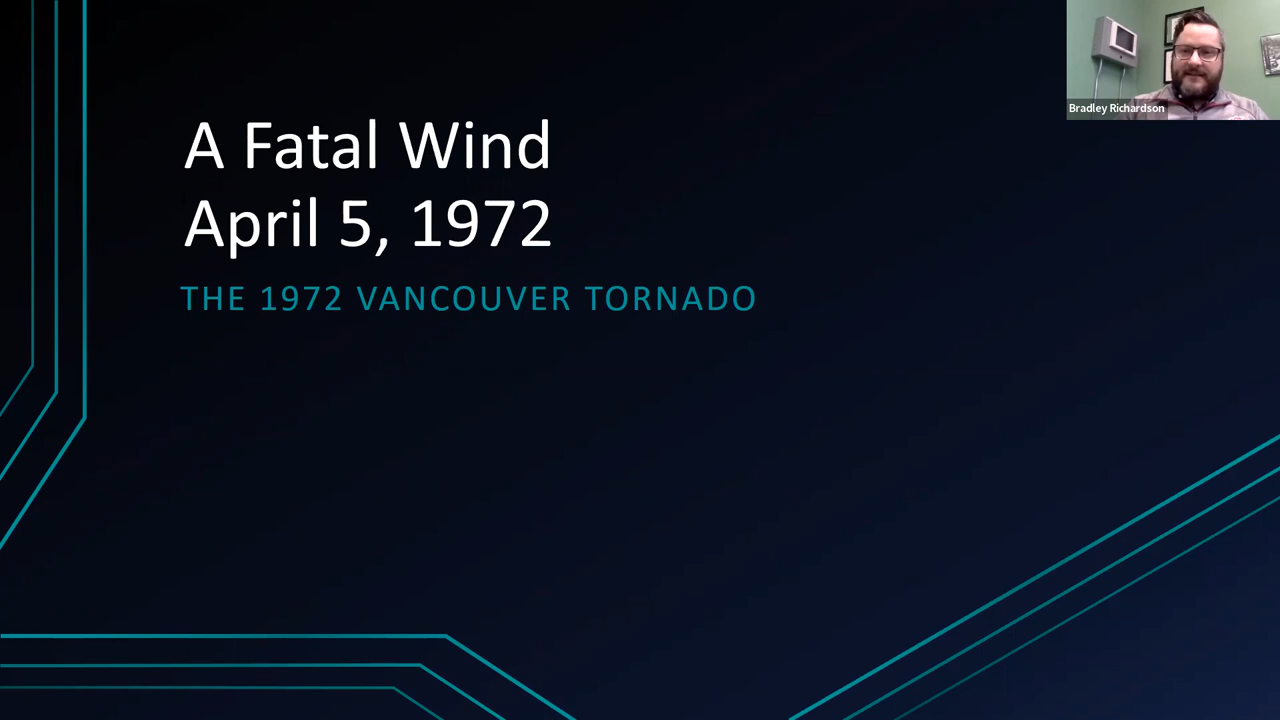 A Fatal Wind
April 5, 1972
THE 1972 VANCOUVER TORNADO
Bradley Richardson